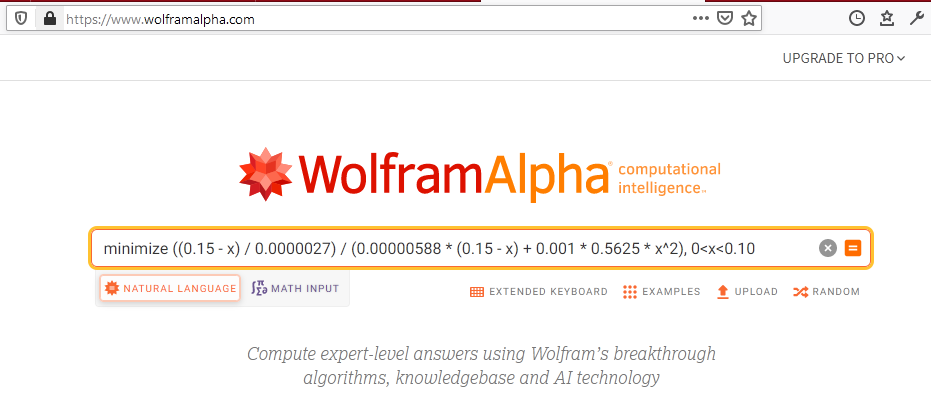 https://www.wolframalpha.com
UPGRADE TO PRO
WolframAlpha computational intelligence
minimize ((0.15 - x) / 0.0000027) / (0.00000588 * (0.15 - x) + 0.001 * 0.5625 * x^2), 0<x<0.10
NATURAL LANGUAGE MATH INPUT EXTENDED KEYBOARD EXAMPLES UPLOAD RANDOM
Compute expert-level answers using Wolfram's breakthrough
algorithms, knowledgebase and AI technology